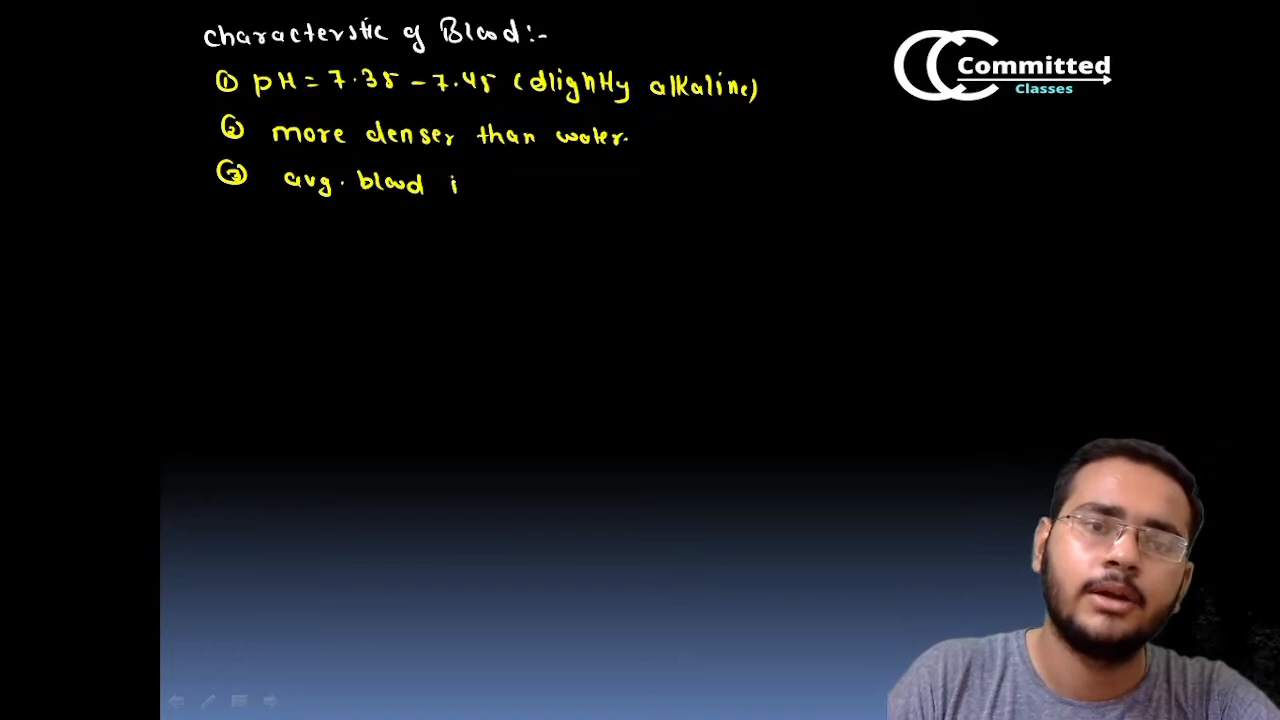 characterstic of Blood:-
① pH = 7.35 - 7.45 (slightly alkaline)
② more denser than water.
③ avg. blood i
CC Committed
Classes